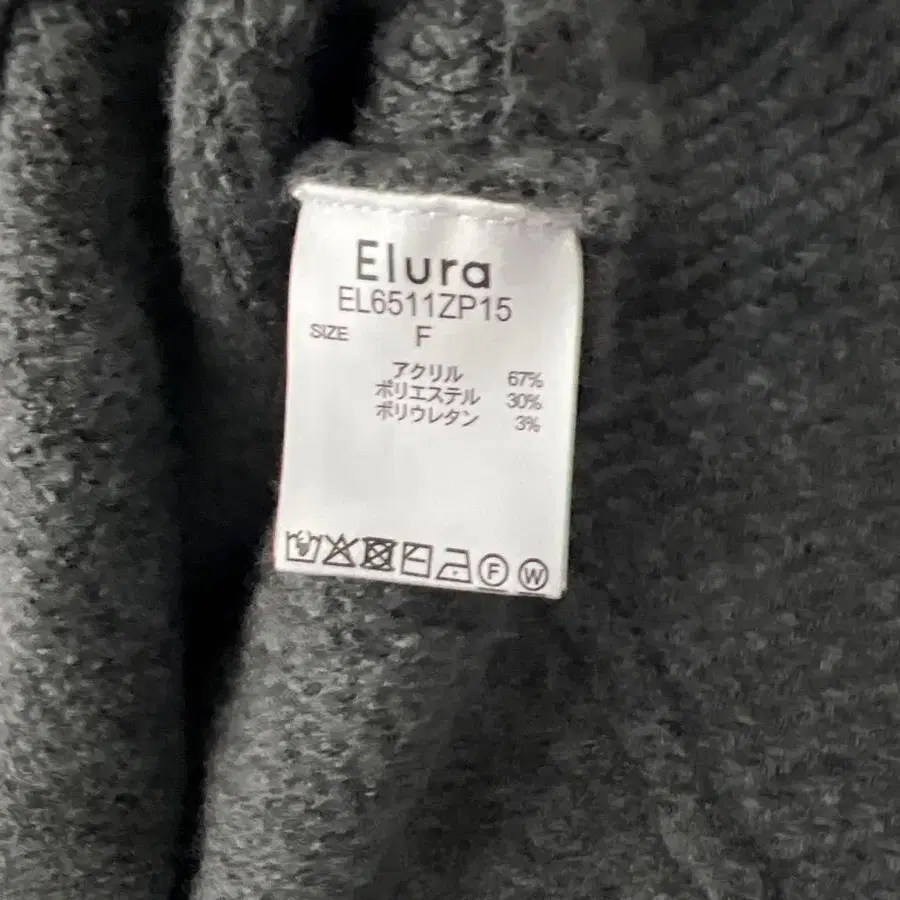 Elura
EL6511ZP15
SIZE F
アクリル 67%
ポリエステル 30%
ポリウレタン 3%
F W